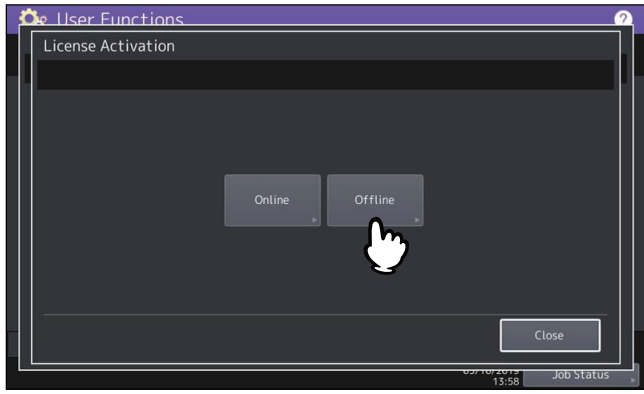 User Functions
?
License Activation
Online
Offline
Close
13:58
Job Status